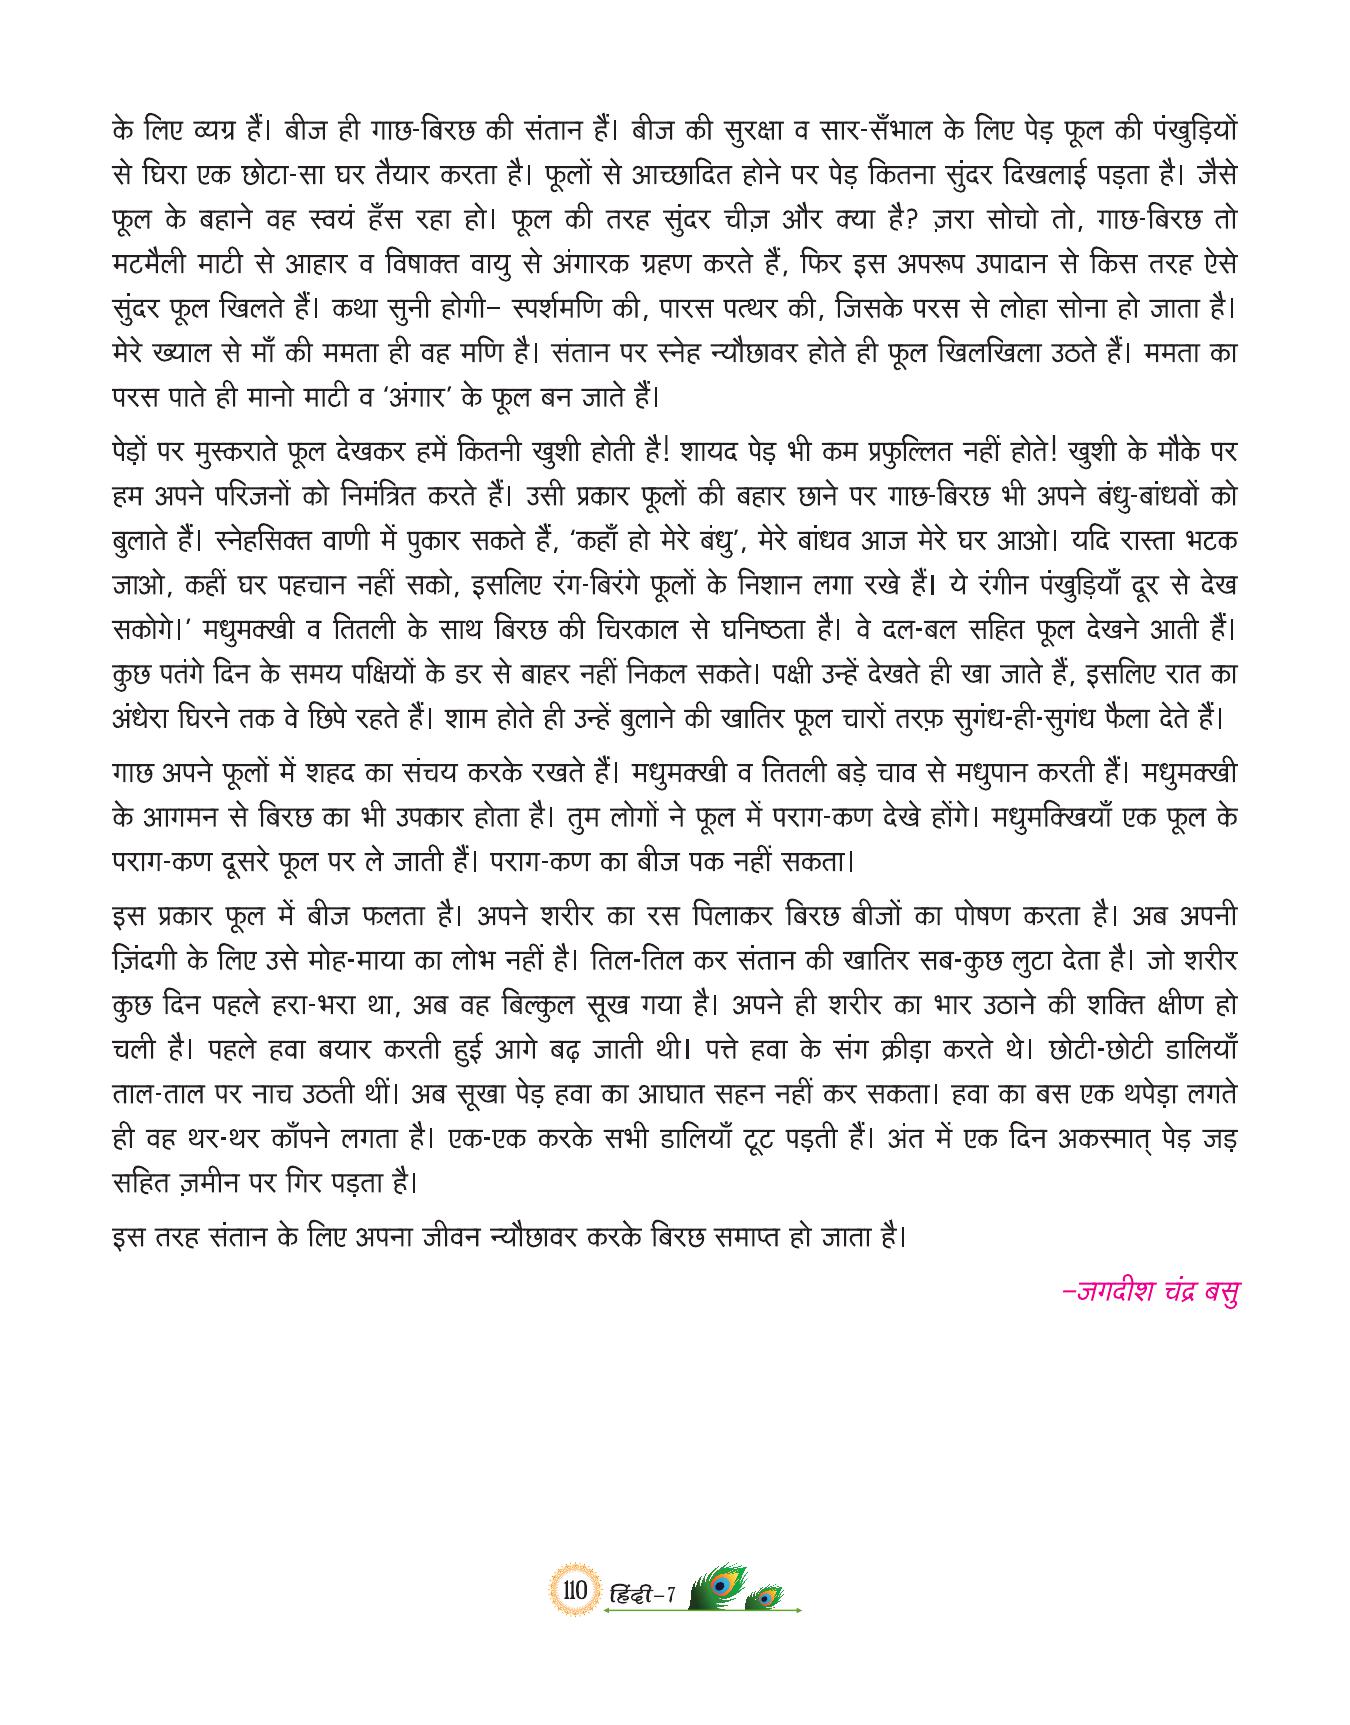 के लिए व्यग्र हैं। बीज ही गाछ-बिरछ की संतान हैं। बीज की सुरक्षा व सार-सँभाल के लिए पेड़ फूल की पंखुड़ियों
से घिरा एक छोटा-सा घर तैयार करता है। फूलों से आच्छादित होने पर पेड़ कितना सुंदर दिखलाई पड़ता है। जैसे
फूल के बहाने वह स्वयं हँस रहा हो। फूल की तरह सुंदर चीज़ और क्या है? ज़रा सोचो तो, गाछ-बिरछ तो
मटमैली माटी से आहार व विषाक्त वायु से अंगारक ग्रहण करते हैं, फिर इस अपरूप उपादान से किस तरह ऐसे
सुंदर फूल खिलते हैं। कथा सुनी होगी– स्पर्शमणि की, पारस पत्थर की, जिसके परस से लोहा सोना हो जाता है।
मेरे ख्याल से माँ की ममता ही वह मणि है। संतान पर स्नेह न्यौछावर होते ही फूल खिलखिला उठते हैं। ममता का
परस पाते ही मानो माटी व ‘अंगार’ के फूल बन जाते हैं।
पेड़ों पर मुस्कराते फूल देखकर हमें कितनी खुशी होती है! शायद पेड़ भी कम प्रफुल्लित नहीं होते! खुशी के मौके पर
हम अपने परिजनों को निमंत्रित करते हैं। उसी प्रकार फूलों की बहार छाने पर गाछ-बिरछ भी अपने बंधु-बांधवों को
बुलाते हैं। स्नेहसिक्त वाणी में पुकार सकते हैं, ‘कहाँ हो मेरे बंधु’, मेरे बांधव आज मेरे घर आओ। यदि रास्ता भटक
जाओ, कहीं घर पहचान नहीं सको, इसलिए रंग-बिरंगे फूलों के निशान लगा रखे हैं। ये रंगीन पंखुड़ियाँ दूर से देख
सकोगे।’ मधुमक्खी व तितली के साथ बिरछ की चिरकाल से घनिष्ठता है। वे दल-बल सहित फूल देखने आती हैं।
कुछ पतंगे दिन के समय पक्षियों के डर से बाहर नहीं निकल सकते। पक्षी उन्हें देखते ही खा जाते हैं, इसलिए रात का
अंधेरा घिरने तक वे छिपे रहते हैं। शाम होते ही उन्हें बुलाने की खातिर फूल चारों तरफ़ सुगंध-ही-सुगंध फैला देते हैं।
गाछ अपने फूलों में शहद का संचय करके रखते हैं। मधुमक्खी व तितली बड़े चाव से मधुपान करती हैं। मधुमक्खी
के आगमन से बिरछ का भी उपकार होता है। तुम लोगों ने फूल में पराग-कण देखे होंगे। मधुमक्खियाँ एक फूल के
पराग-कण दूसरे फूल पर ले जाती हैं। पराग-कण का बीज पक नहीं सकता।
इस प्रकार फूल में बीज फलता है। अपने शरीर का रस पिलाकर बिरछ बीजों का पोषण करता है। अब अपनी
ज़िंदगी के लिए उसे मोह-माया का लोभ नहीं है। तिल-तिल कर संतान की खातिर सब-कुछ लुटा देता है। जो शरीर
कुछ दिन पहले हरा-भरा था, अब वह बिल्कुल सूख गया है। अपने ही शरीर का भार उठाने की शक्ति क्षीण हो
चली है। पहले हवा बयार करती हुई आगे बढ़ जाती थी। पत्ते हवा के संग क्रीड़ा करते थे। छोटी-छोटी डालियाँ
ताल-ताल पर नाच उठती थीं। अब सूखा पेड़ हवा का आघात सहन नहीं कर सकता। हवा का बस एक थपेड़ा लगते
ही वह थर-थर काँपने लगता है। एक-एक करके सभी डालियाँ टूट पड़ती हैं। अंत में एक दिन अकस्मात् पेड़ जड़
सहित ज़मीन पर गिर पड़ता है।
इस तरह संतान के लिए अपना जीवन न्यौछावर करके बिरछ समाप्त हो जाता है।
–जगदीश चंद्र बसु
110 हिंदी–7